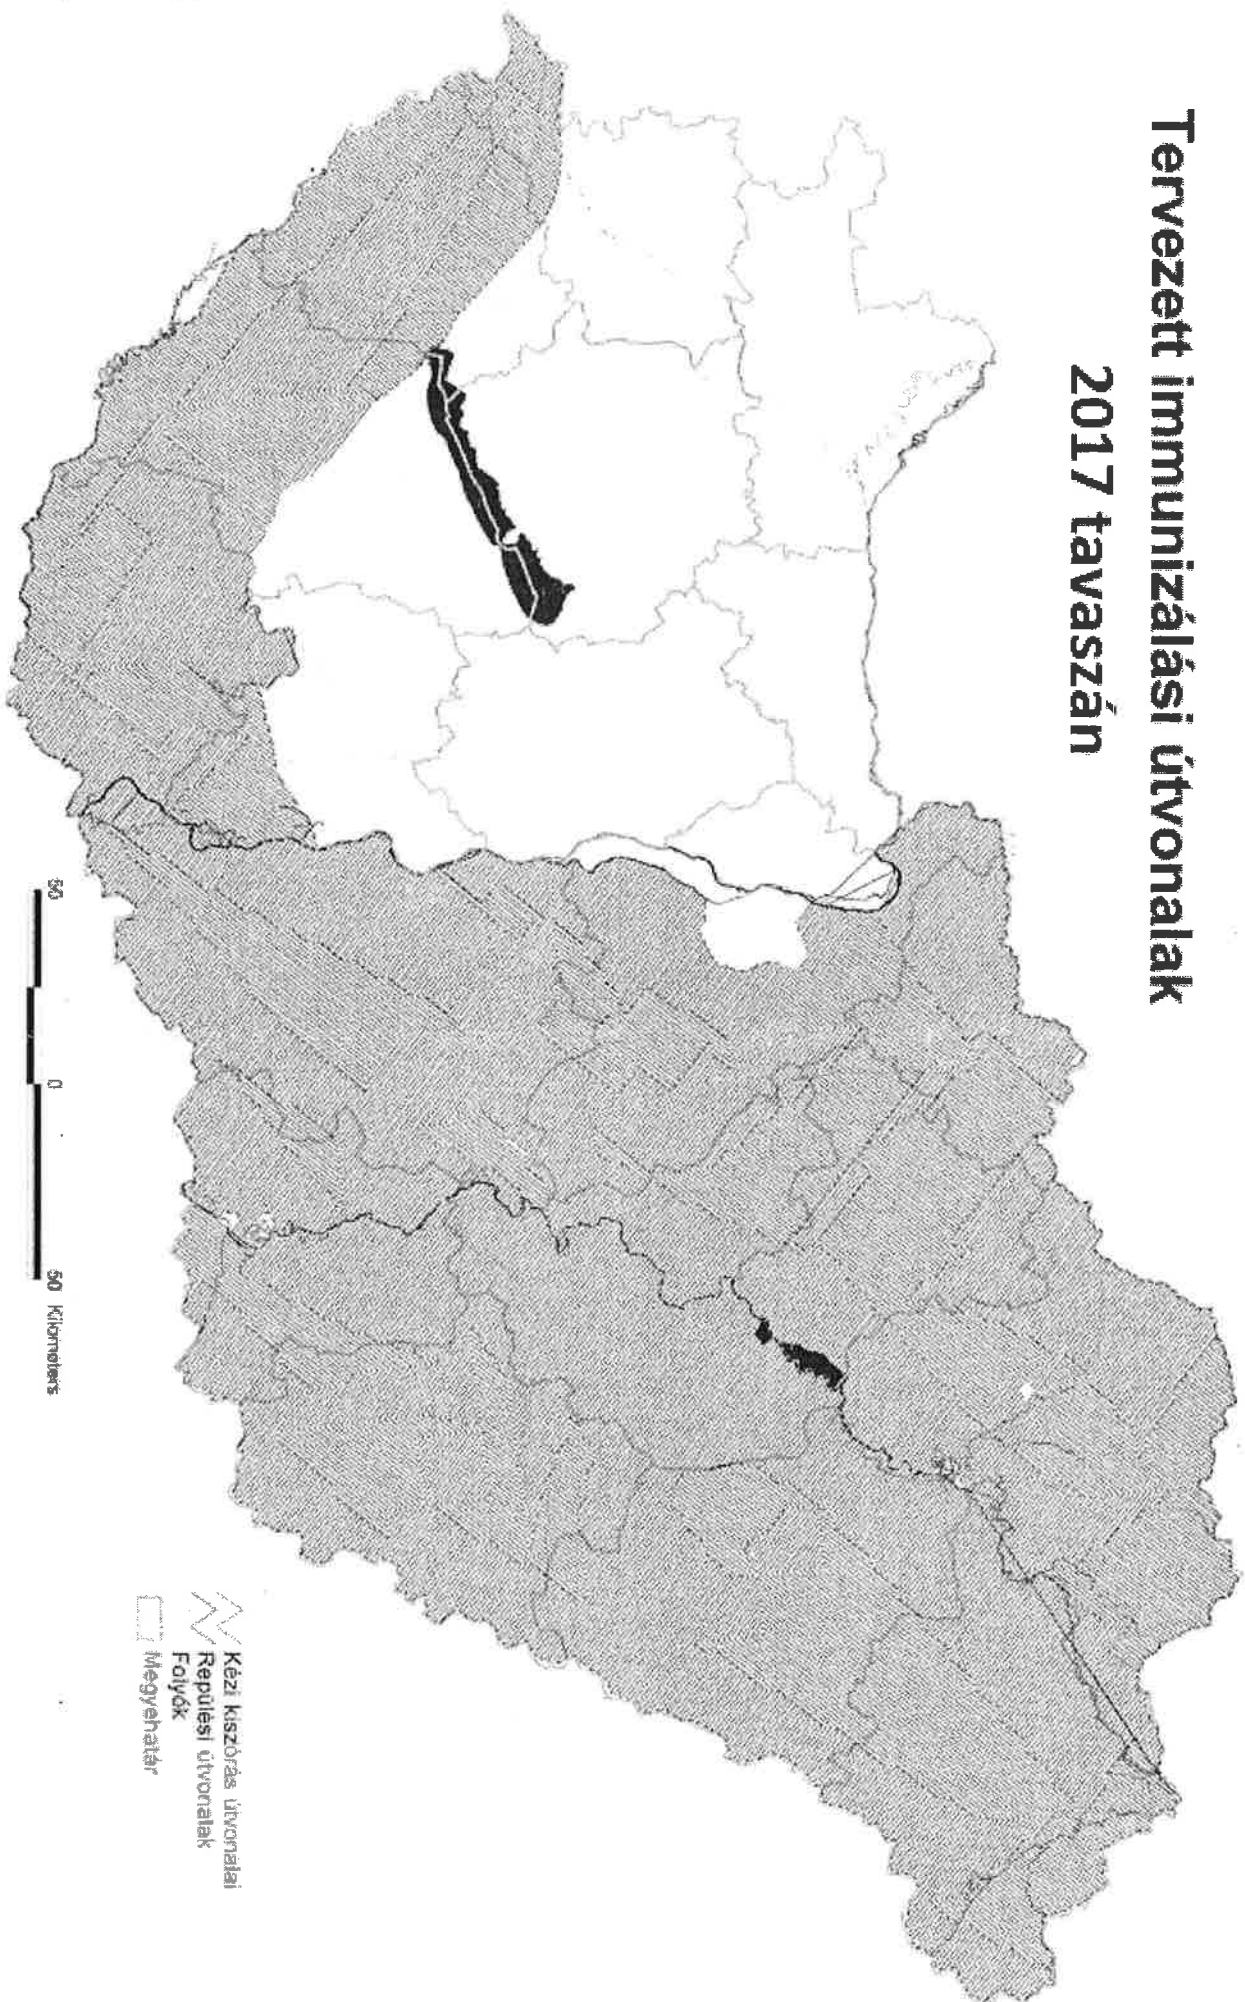 Tervezett immunizálási útvonalak
2017 tavaszán
50 0 50 Kilometers
Kézi kiszórás útvonalai
Repülési útvonalak
Folyók
Megyehatár